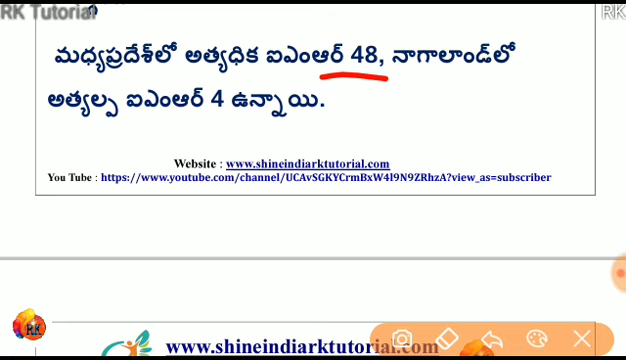 RK Tutorial
RK
మధ్యప్రదేశ్‌లో అత్యధిక ఐఎంఆర్ 48, నాగాలాండ్‌లో
అత్యల్ప ఐఎంఆర్ 4 ఉన్నాయి.
Website : www.shineindiarktutorial.com
You Tube : https://www.youtube.com/channel/UCAvSGKYCrmBxW4l9N9ZRhzA?view_as=subscriber
RK
www.shineindiarktutorial.com